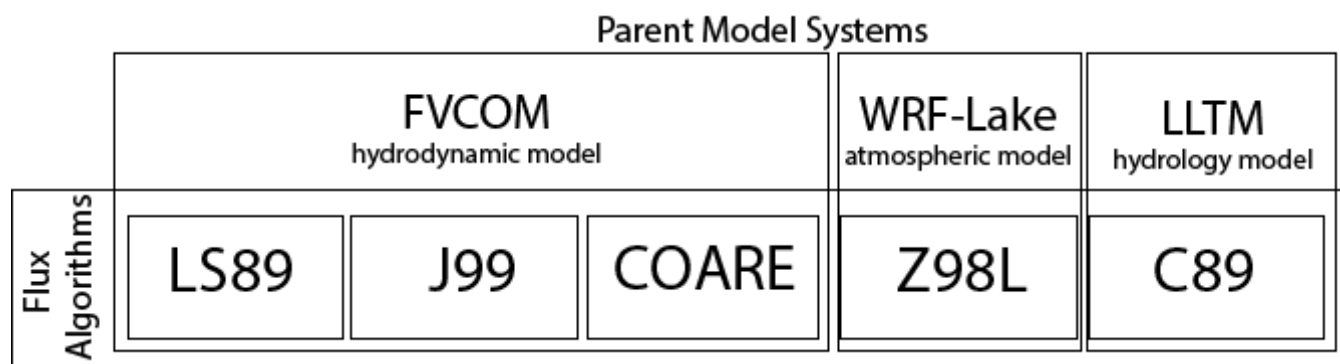 Parent Model Systems
FVCOM
hydrodynamic model
WRF-Lake
atmospheric model
LLTM
hydrology model
Flux
Algorithms
LS89
J99
COARE
Z98L
C89